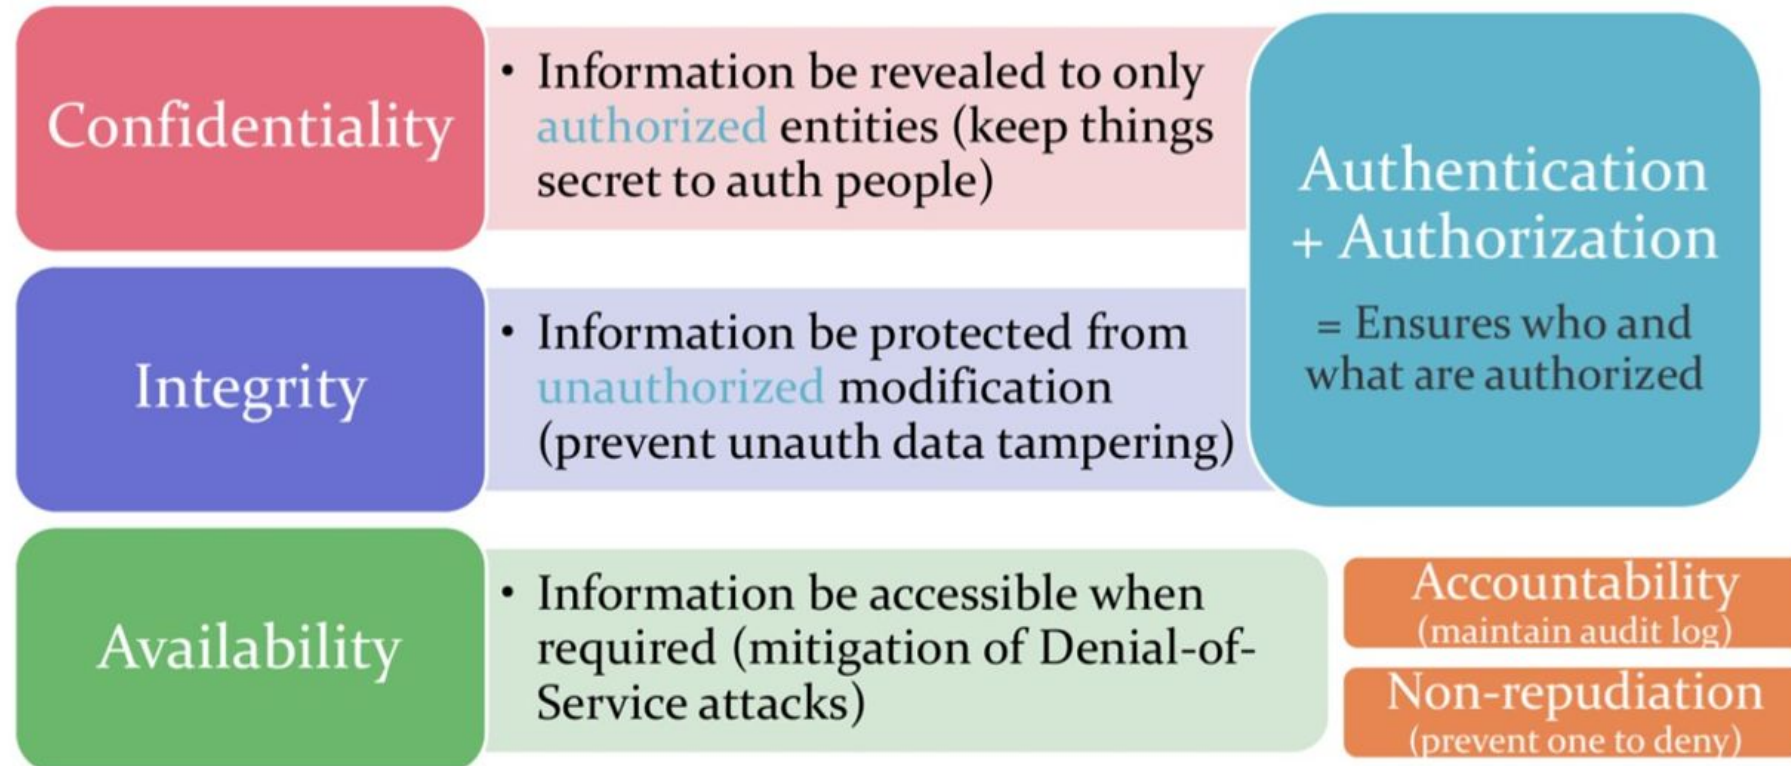 Confidentiality
• Information be revealed to only
authorized entities (keep things
secret to auth people)
Integrity
• Information be protected from
unauthorized modification
(prevent unauth data tampering)
Authentication
+ Authorization
= Ensures who and
what are authorized
Availability
• Information be accessible when
required (mitigation of Denial-of-
Service attacks)
Accountability
(maintain audit log)
Non-repudiation
(prevent one to deny)